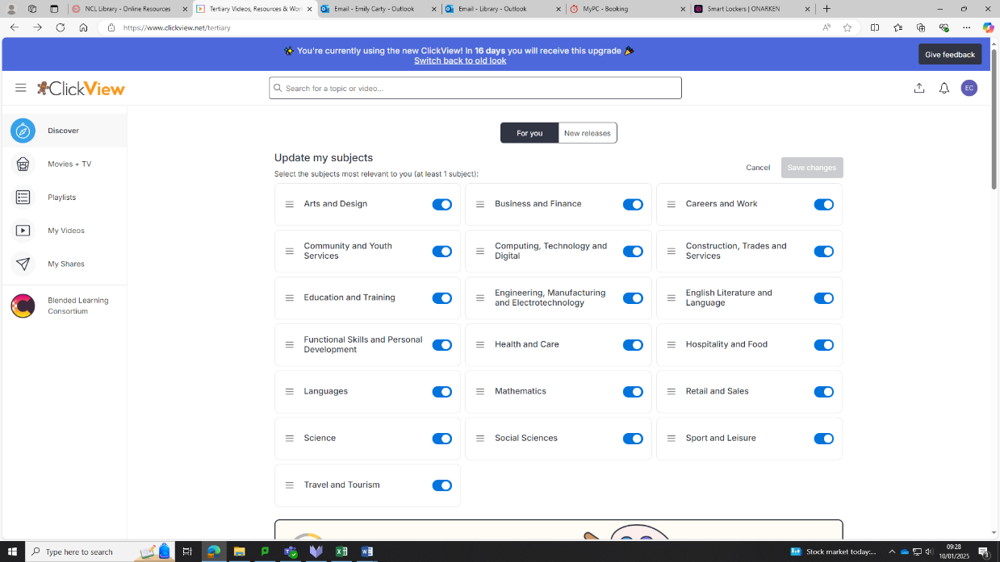 NCL Library - Online Resources
Tertiary Videos, Resources & Wor
Email - Emily Carty - Outlook
Email - Library - Outlook
MyPC - Booking
Smart Lockers | ONARKEN
https://www.clickview.net/tertiary
You're currently using the new ClickView! In 16 days you will receive this upgrade
Switch back to old look
Give feedback
ClickView
Search for a topic or video...
EC
Discover
Movies + TV
Playlists
My Videos
My Shares
Blended Learning
Consortium
For you
New releases
Update my subjects
Select the subjects most relevant to you (at least 1 subject):
Cancel
Save changes
Arts and Design
Business and Finance
Careers and Work
Community and Youth
Services
Computing, Technology and
Digital
Construction, Trades and
Services
Education and Training
Engineering, Manufacturing
and Electrotechnology
English Literature and
Language
Functional Skills and Personal
Development
Health and Care
Hospitality and Food
Languages
Mathematics
Retail and Sales
Science
Social Sciences
Sport and Leisure
Travel and Tourism
Type here to search
Stock market today:...
09:28
10/01/2025
3